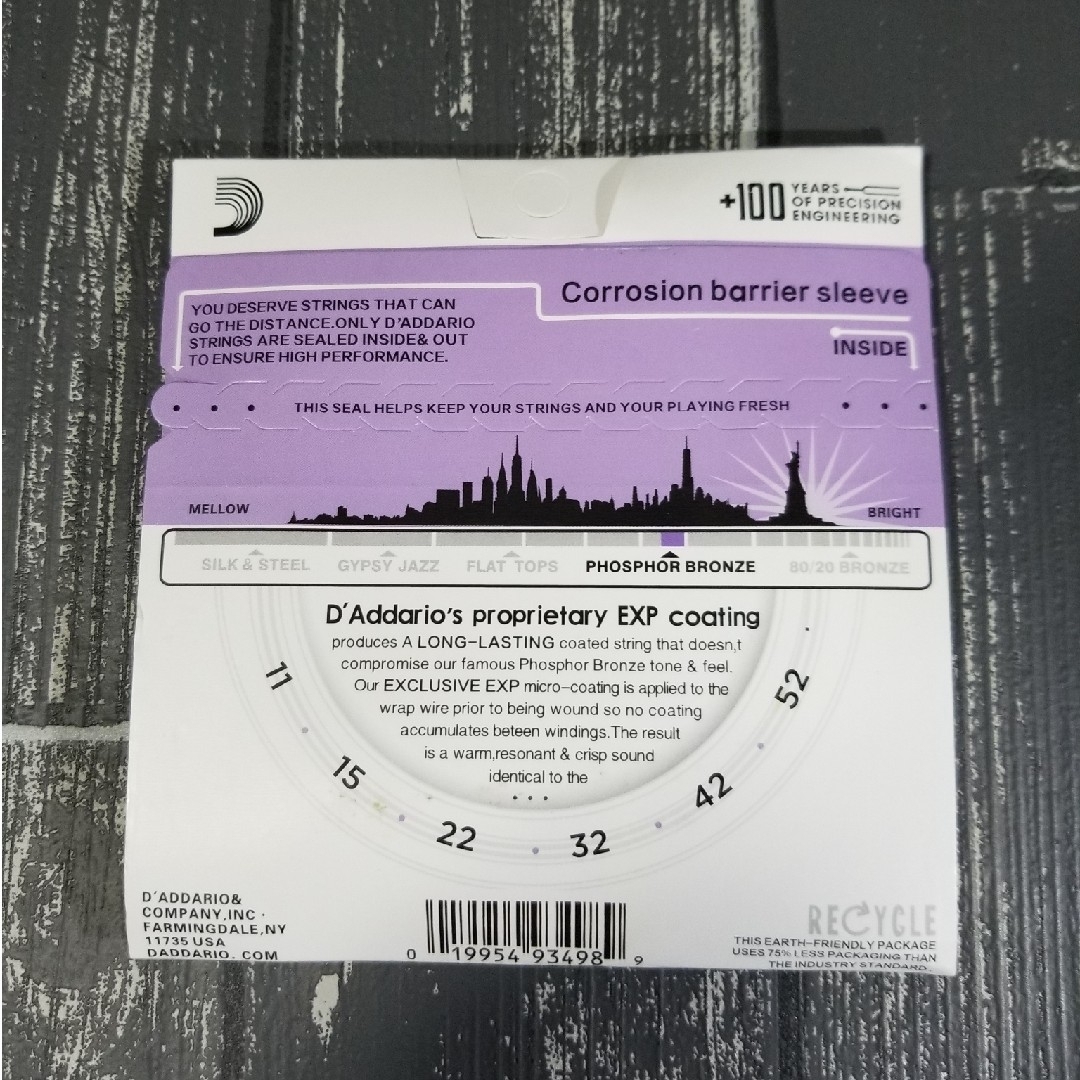 +100 YEARS
OF PRECISION
ENGINEERING
YOU DESERVE STRINGS THAT CAN
GO THE DISTANCE.ONLY D'ADDARIO
STRINGS ARE SEALED INSIDE& OUT
TO ENSURE HIGH PERFORMANCE.
Corrosion barrier sleeve
INSIDE
THIS SEAL HELPS KEEP YOUR STRINGS AND YOUR PLAYING FRESH
MELLOW
BRIGHT
SILK & STEEL GYPSY JAZZ FLAT TOPS PHOSPHOR BRONZE 80/20 BRONZE
D'Addario's proprietary EXP coating
produces A LONG-LASTING coated string that doesn,t
compromise our famous Phosphor Bronze tone & feel.
Our EXCLUSIVE EXP micro-coating is applied to the
wrap wire prior to being wound so no coating
accumulates beteen windings.The result
is a warm,resonant & crisp sound
identical to the
...
11
15
22
32
42
52
D'ADDARIO&
COMPANY,INC ·
FARMINGDALE,NY
11735 USA
DADDARIO. COM
0 19954 93498 9
RECYCLE
THIS EARTH-FRIENDLY PACKAGE
USES 75% LESS PACKAGING THAN
THE INDUSTRY STANDARD.